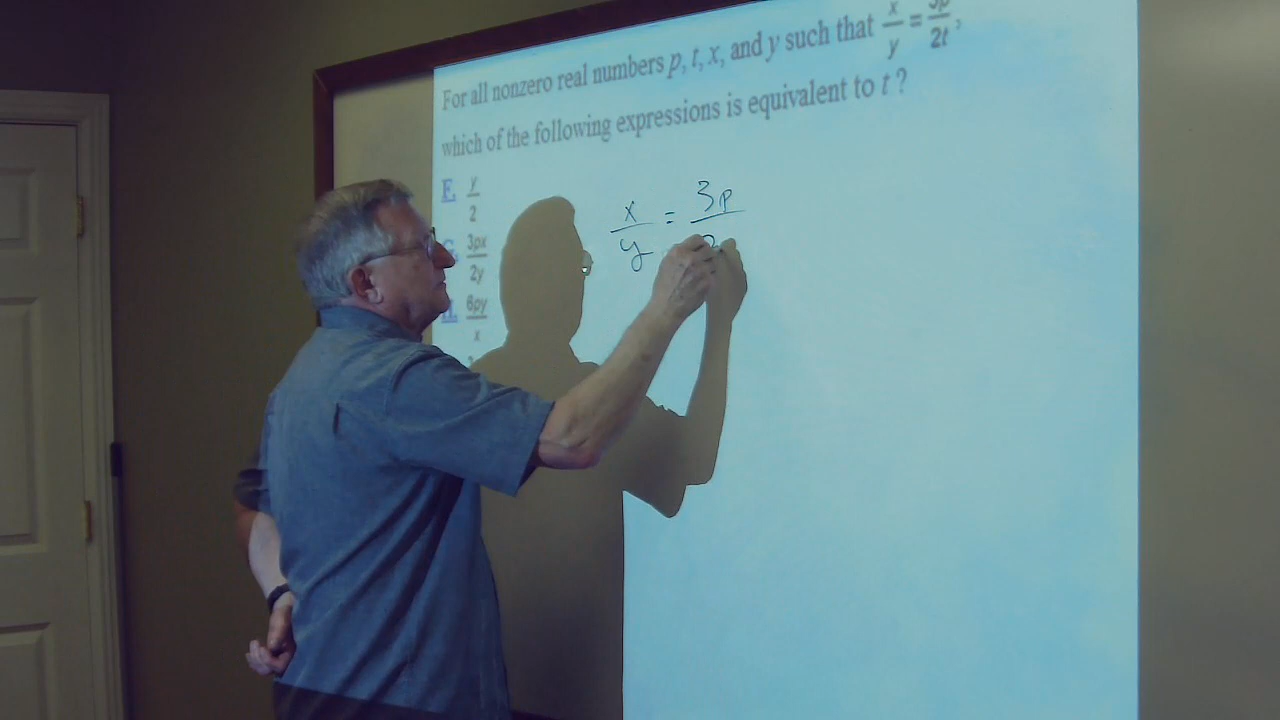 For all nonzero real numbers p, t, x, and y such that x/y = 3p/2t,
which of the following expressions is equivalent to t ?
F. y/2
G. 3px/2y
H. 6py/x
x/y = 3p/2